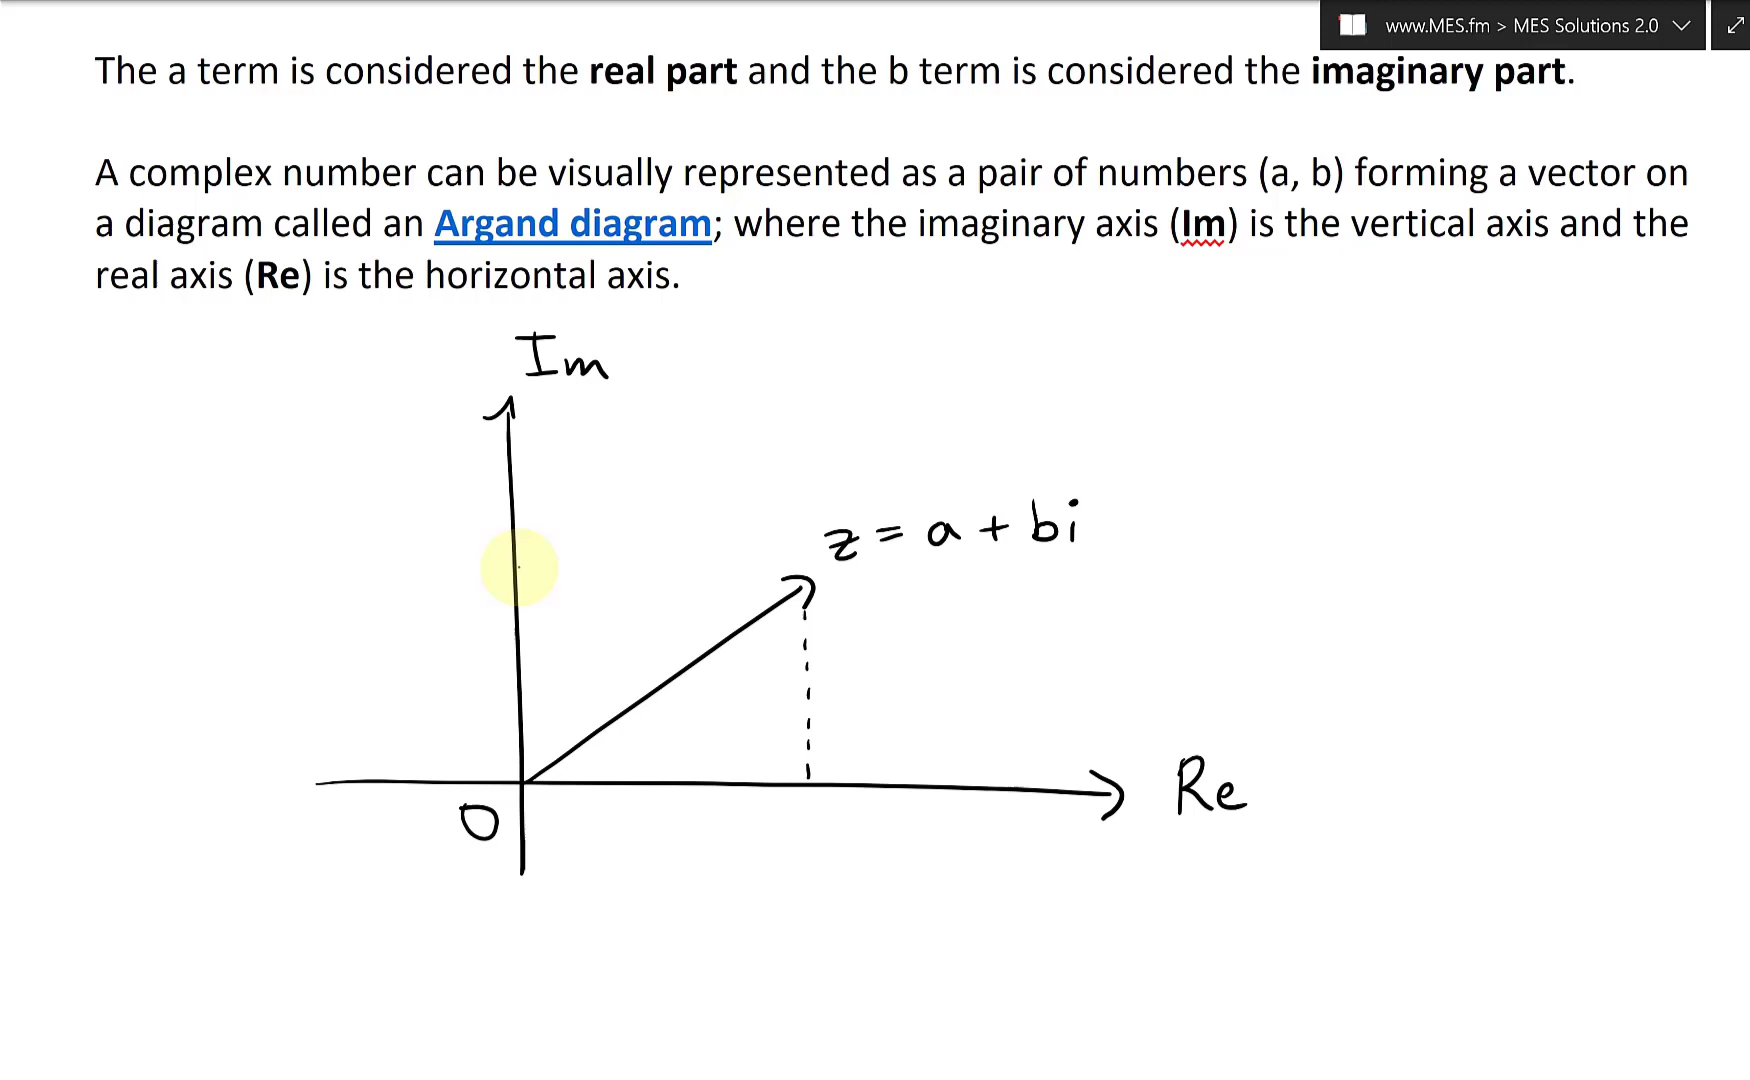 www.MES.fm > MES Solutions 2.0
The a term is considered the real part and the b term is considered the imaginary part.
A complex number can be visually represented as a pair of numbers (a, b) forming a vector on
a diagram called an Argand diagram; where the imaginary axis (Im) is the vertical axis and the
real axis (Re) is the horizontal axis.
Im
z = a + bi
Re
0